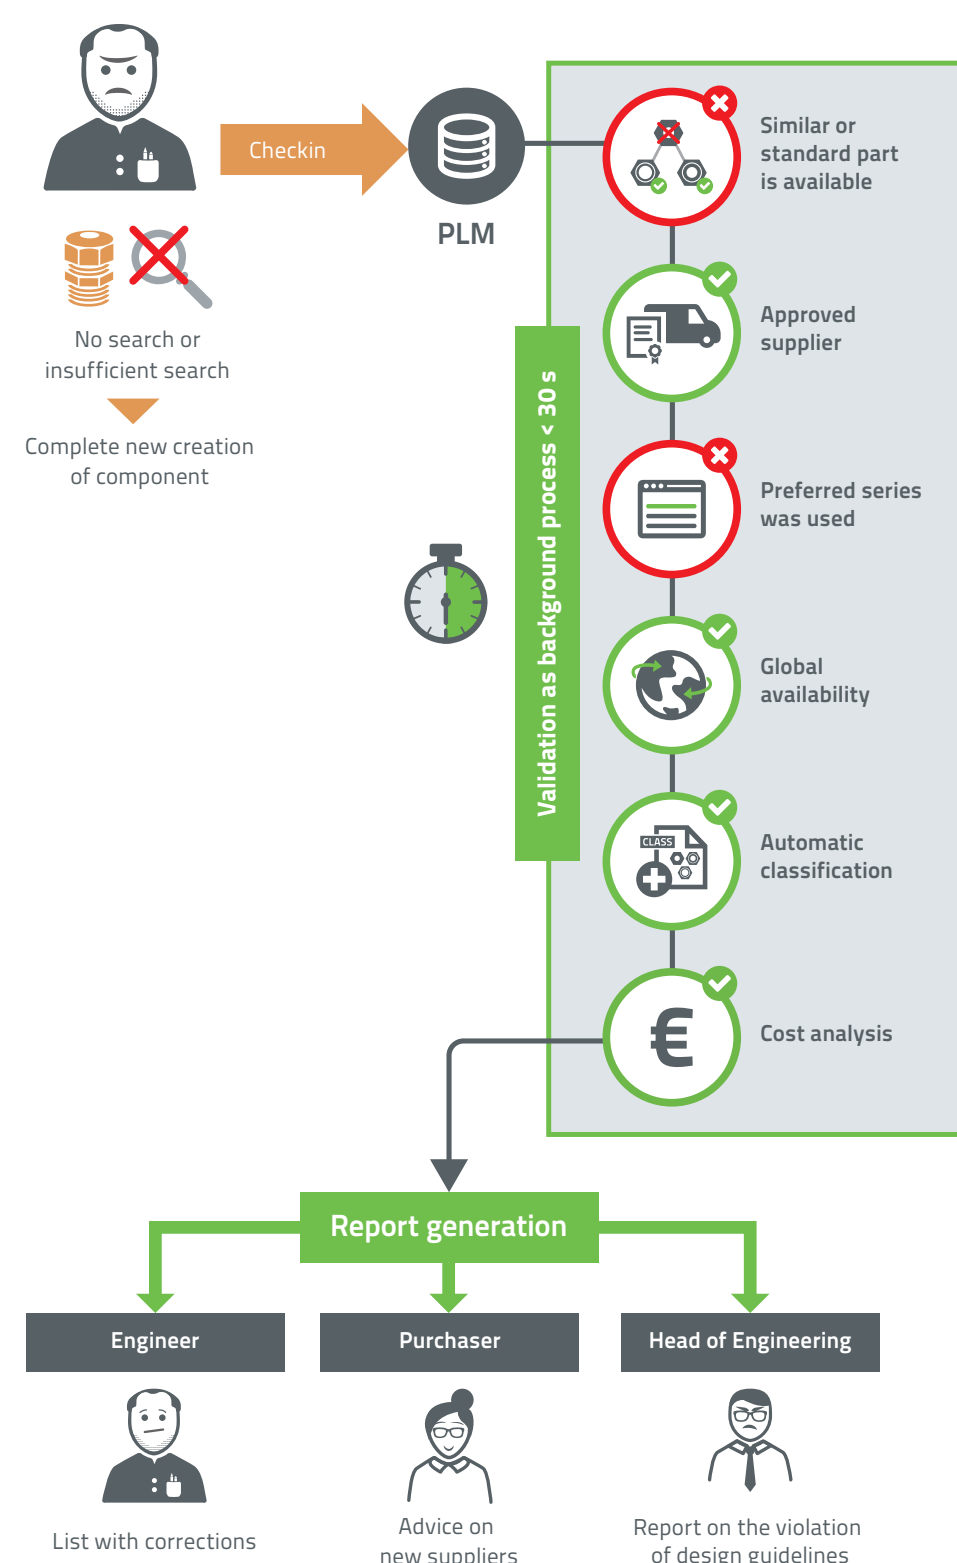 Checkin
PLM
No search or
insufficient search
Complete new creation
of component
Validation as background process < 30 s
Similar or
standard part
is available
Approved
supplier
Preferred series
was used
Global
availability
CLASS
Automatic
classification
€
Cost analysis
Report generation
Engineer
Purchaser
Head of Engineering
List with corrections
Advice on
new suppliers
Report on the violation
of design guidelines